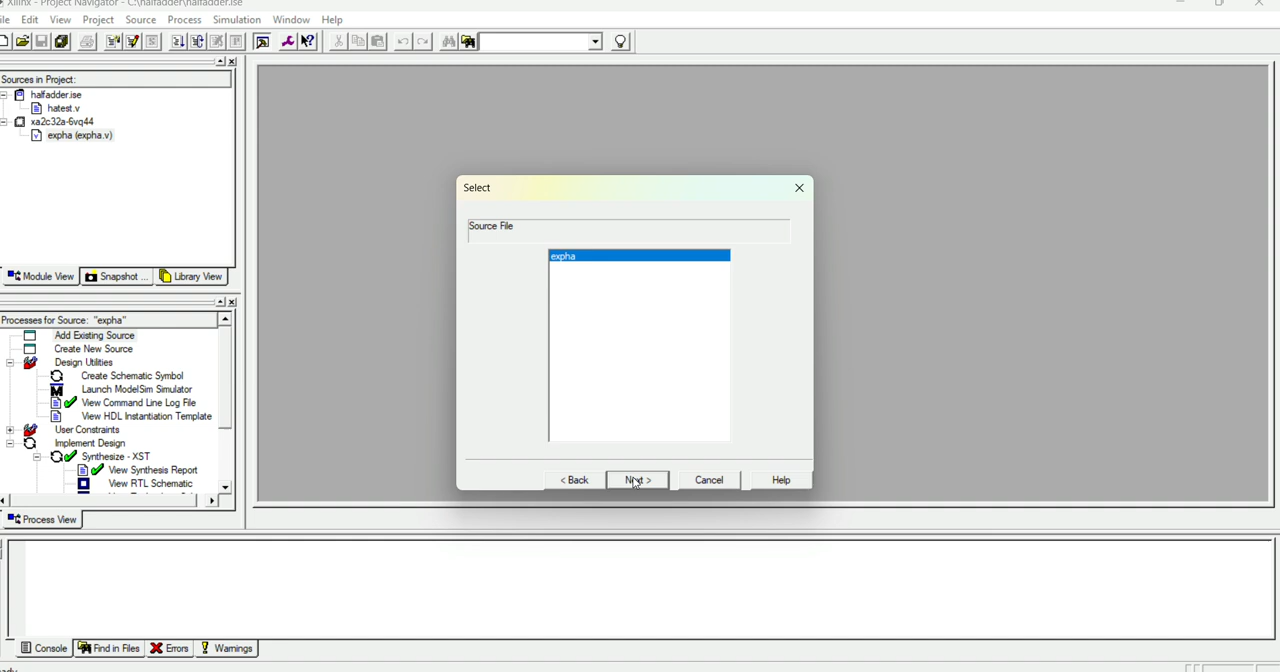 Xilinx - Project Navigator - C:\halfadder\halfadder.ise
ile Edit View Project Source Process Simulation Window Help
Sources in Project:
halfadder.ise
hatest.v
xa2c32a-6vq44
expha (expha.v)
Module View Snapshot ... Library View
Processes for Source: "expha"
Add Existing Source
Create New Source
Design Utilities
Create Schematic Symbol
Launch ModelSim Simulator
View Command Line Log File
View HDL Instantiation Template
User Constraints
Implement Design
Synthesize - XST
View Synthesis Report
View RTL Schematic
Process View
Select
Source File
expha
< Back Next > Cancel Help
Console Find in Files Errors Warnings